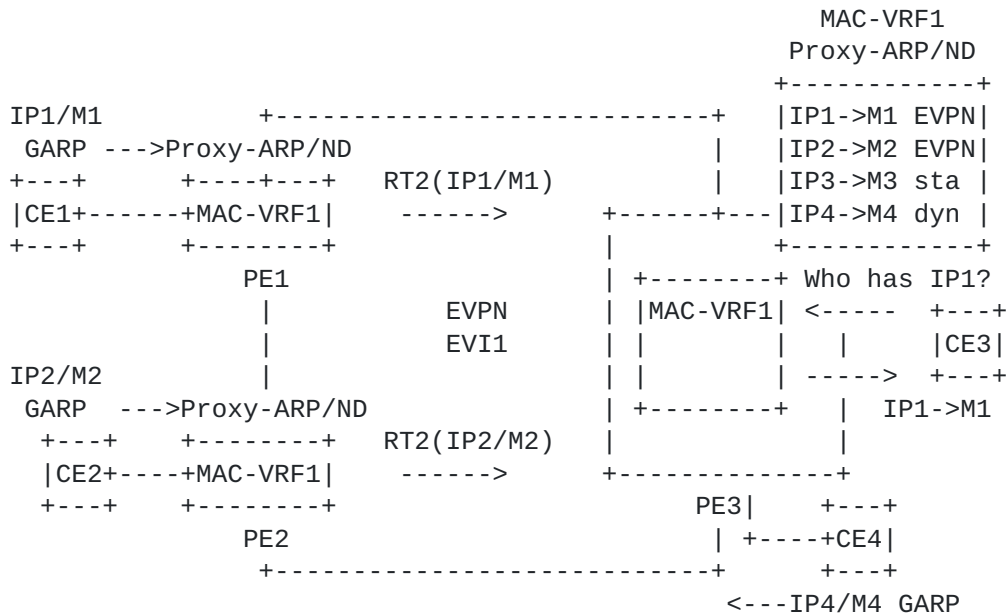 MAC-VRF1
Proxy-ARP/ND
+------------+
IP1/M1          +----------------------------+   |IP1->M1 EVPN|
GARP --->Proxy-ARP/ND                       |   |IP2->M2 EVPN|
+---+      +----+---+   RT2(IP1/M1)          |   |IP3->M3 sta |
|CE1+------+MAC-VRF1|    ------>      +------+---|IP4->M4 dyn |
+---+      +--------+                 |          +------------+
PE1                    | +--------+ Who has IP1?
|           EVPN      | |MAC-VRF1| <-----  +---+
|           EVI1      | |        |   |     |CE3|
IP2/M2          |                     | |        | ----->  +---+
GARP  --->Proxy-ARP/ND               | +--------+   |  IP1->M1
+---+    +--------+   RT2(IP2/M2)   |              |
|CE2+----+MAC-VRF1|    ------>      +--------------+
+---+    +--------+                       PE3|    +---+
PE2                           | +----+CE4|
+----------------------------+      +---+
<---IP4/M4 GARP